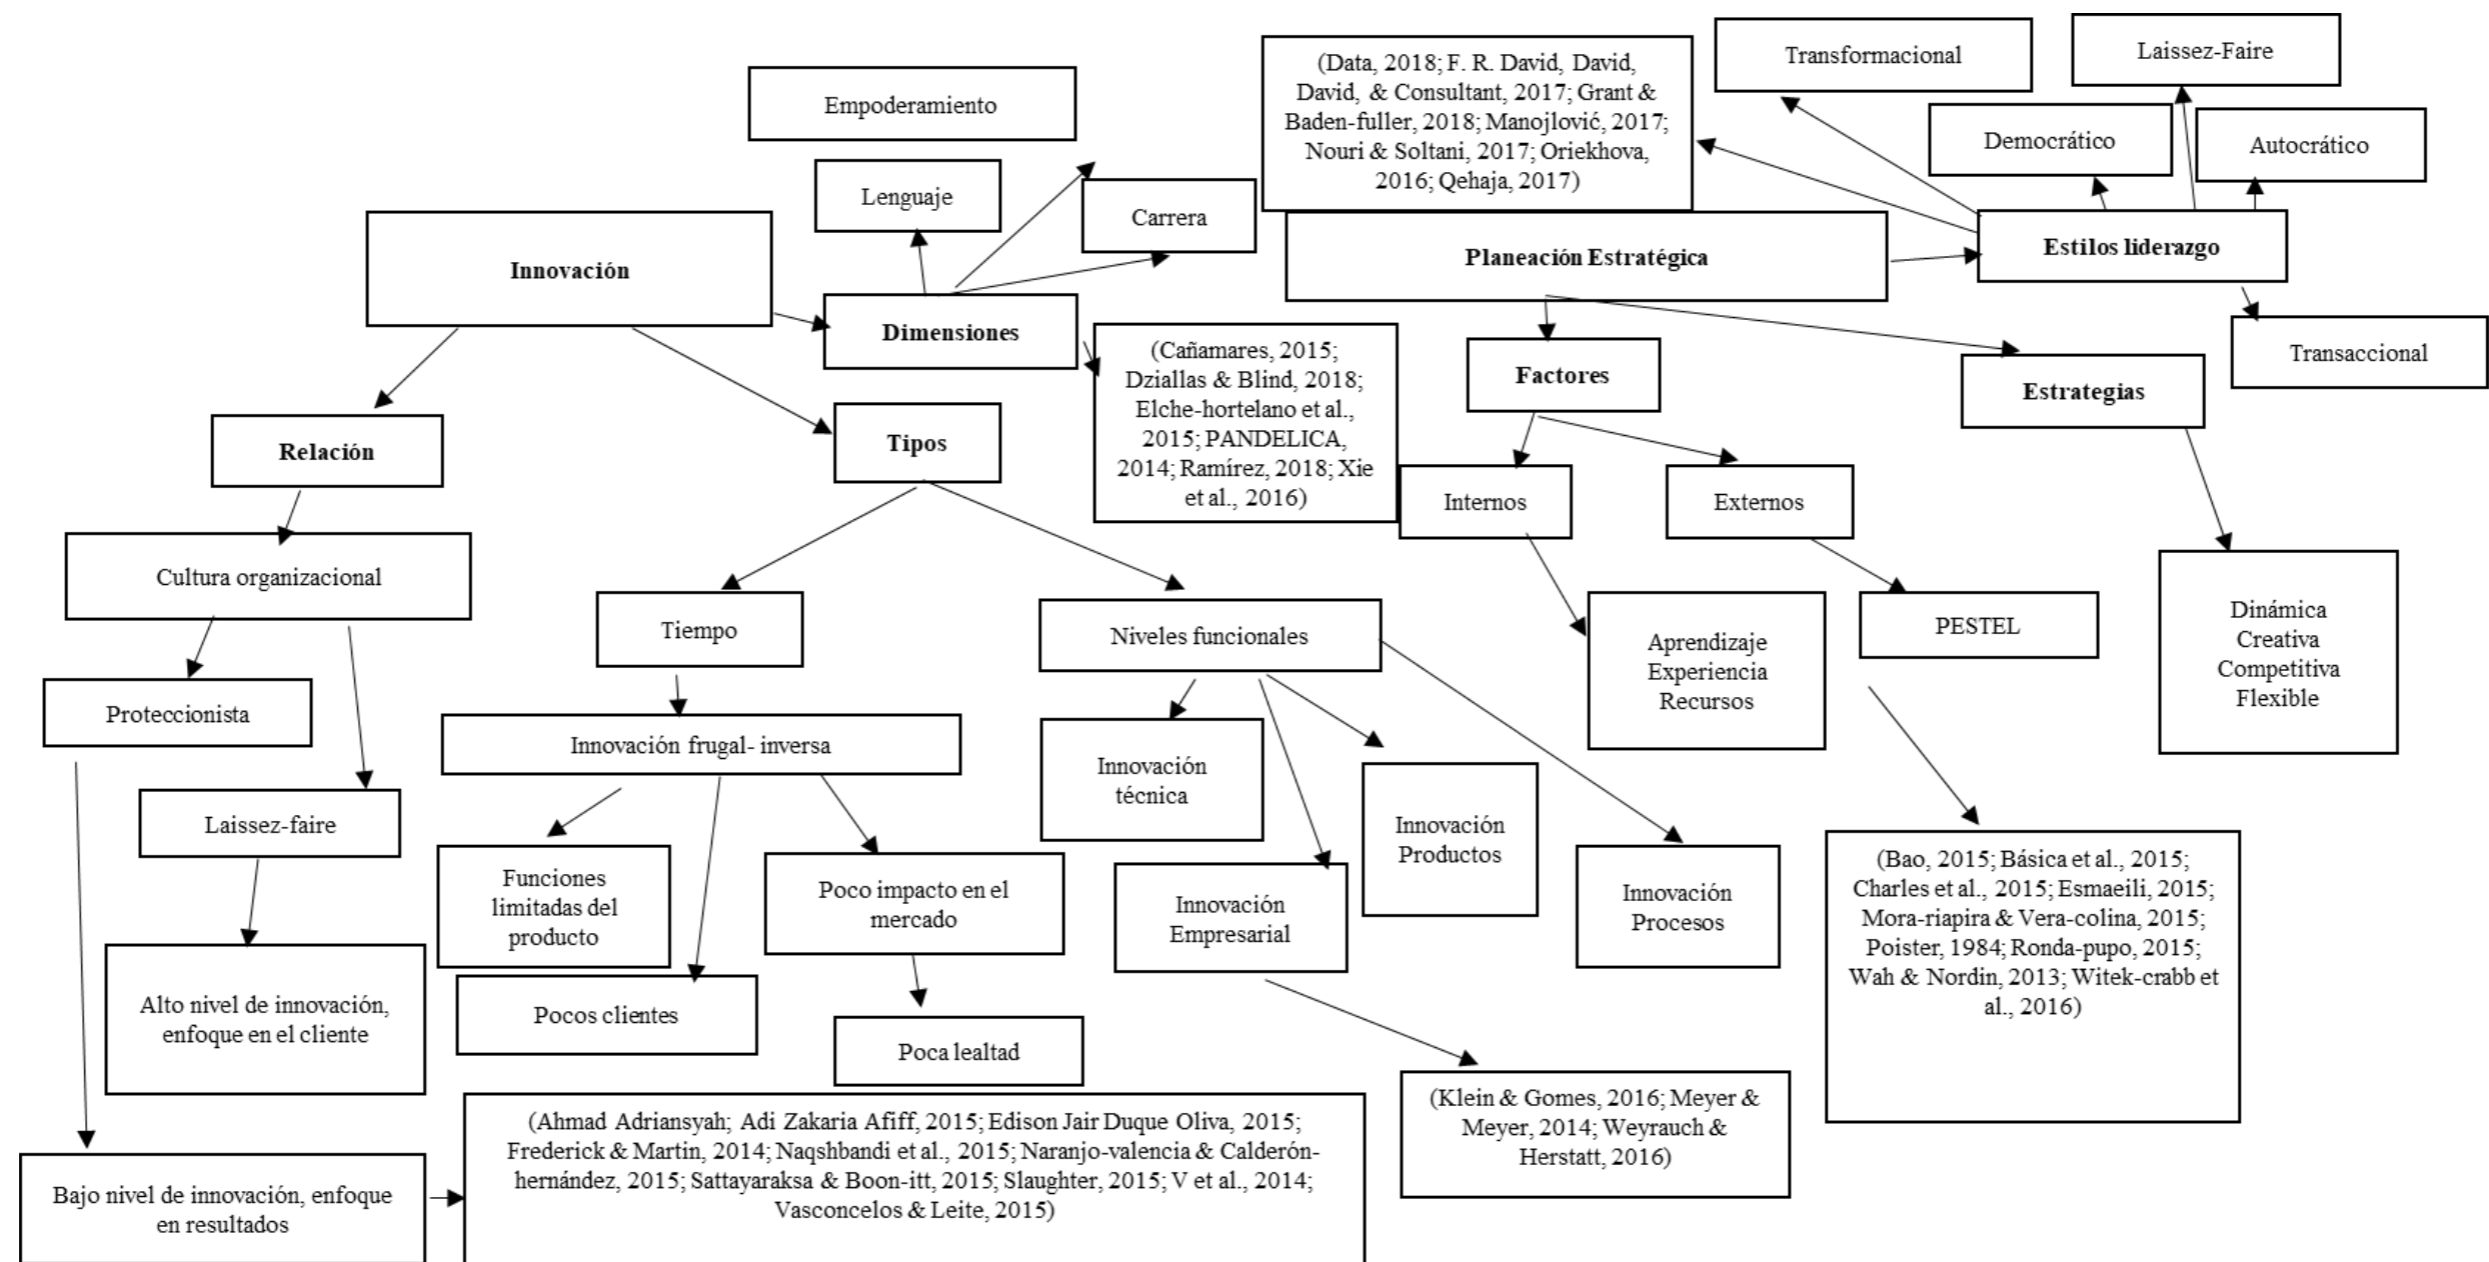 Transformacional
Laissez-Faire
(Data, 2018; F. R. David, David,
David, & Consultant, 2017; Grant &
Baden-fuller, 2018; Manojlović, 2017;
Nouri & Soltani, 2017; Oriekhova,
2016; Qehaja, 2017)
Empoderamiento
Democrático
Autocrático
Lenguaje
Carrera
Innovación
Planeación Estratégica
Estilos liderazgo
Dimensiones
(Cañamares, 2015;
Dziallas & Blind, 2018;
Elche-hortelano et al.,
2015; PANDELICA,
2014; Ramírez, 2018; Xie
et al., 2016)
Factores
Transaccional
Estrategias
Relación
Tipos
Internos
Externos
Cultura organizacional
Tiempo
Niveles funcionales
Aprendizaje
Experiencia
Recursos
PESTEL
Dinámica
Creativa
Competitiva
Flexible
Proteccionista
Innovación frugal- inversa
Innovación
técnica
Innovación
Productos
Laissez-faire
Funciones
limitadas del
producto
Poco impacto en el
mercado
Innovación
Empresarial
Innovación
Procesos
(Bao, 2015; Básica et al., 2015;
Charles et al., 2015; Esmaeili, 2015;
Mora-riapira & Vera-colina, 2015;
Poister, 1984; Ronda-pupo, 2015;
Wah & Nordin, 2013; Witek-crabb et
al., 2016)
Alto nivel de innovación,
enfoque en el cliente
Pocos clientes
Poca lealtad
(Klein & Gomes, 2016; Meyer &
Meyer, 2014; Weyrauch &
Herstatt, 2016)
Bajo nivel de innovación, enfoque
en resultados
(Ahmad Adriansyah; Adi Zakaria Afiff, 2015; Edison Jair Duque Oliva, 2015;
Frederick & Martin, 2014; Naqshbandi et al., 2015; Naranjo-valencia & Calderón-
hernández, 2015; Sattayaraksa & Boon-itt, 2015; Slaughter, 2015; V et al., 2014;
Vasconcelos & Leite, 2015)